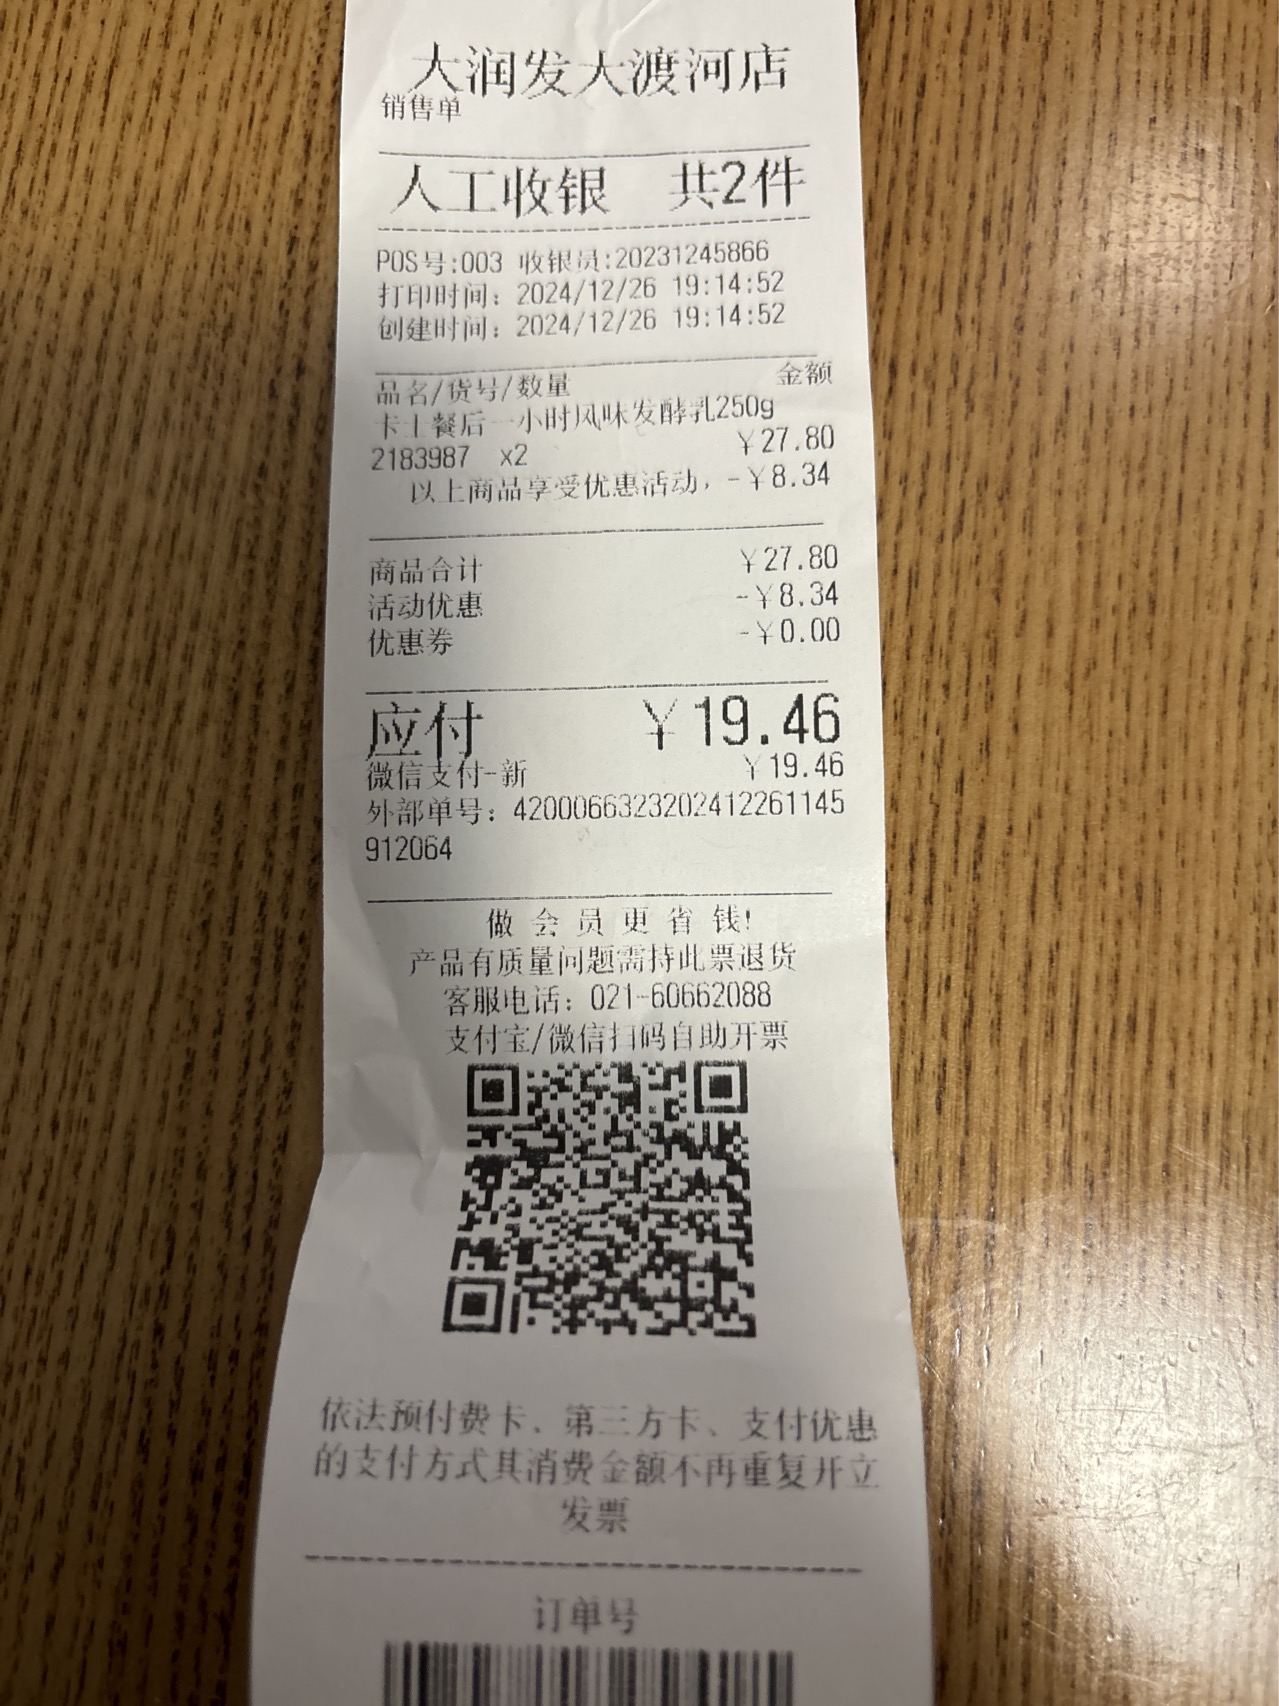 大润发大渡河店
销售单
人工收银 共2件
POS号:003 收银员:20231245866
打印时间：2024/12/26 19:14:52
创建时间：2024/12/26 19:14:52
品名/货号/数量 金额
卡士餐后一小时风味发酵乳250g
2183987 x2 ￥27.80
以上商品享受优惠活动，-￥8.34
商品合计 ￥27.80
活动优惠 -￥8.34
优惠券 -￥0.00
应付 ￥19.46
微信支付-新 ￥19.46
外部单号：4200066323202412261145
912064
做会员更省钱!
产品有质量问题需持此票退货
客服电话：021-60662088
支付宝/微信扫码自助开票
依法预付费卡、第三方卡、支付优惠
的支付方式其消费金额不再重复开立
发票
订单号